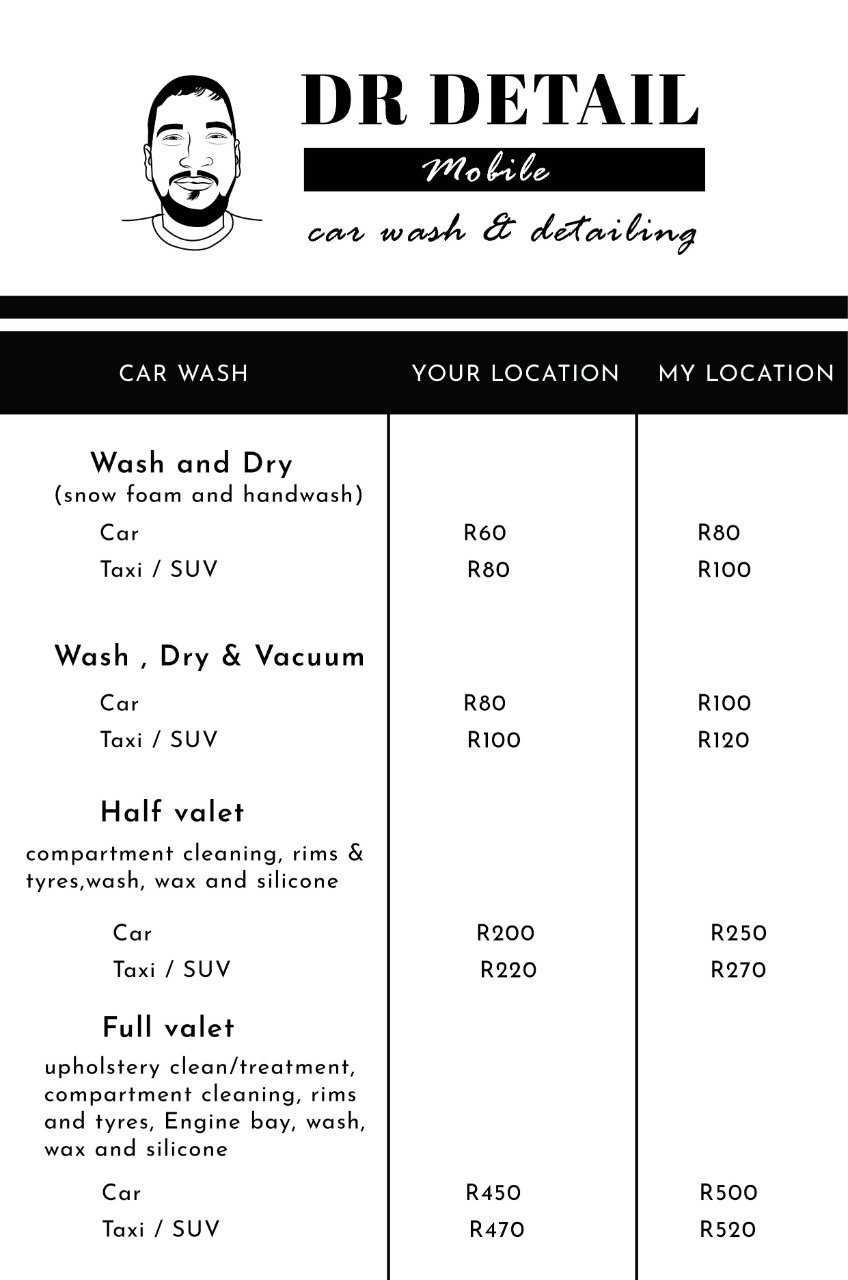 DR DETAIL
Mobile
car wash & detailing
CAR WASH YOUR LOCATION MY LOCATION
Wash and Dry
(snow foam and handwash)
Car R60 R80
Taxi / SUV R80 R100
Wash , Dry & Vacuum
Car R80 R100
Taxi / SUV R100 R120
Half valet
compartment cleaning, rims &
tyres,wash, wax and silicone
Car R200 R250
Taxi / SUV R220 R270
Full valet
upholstery clean/treatment,
compartment cleaning, rims
and tyres, Engine bay, wash,
wax and silicone
Car R450 R500
Taxi / SUV R470 R520